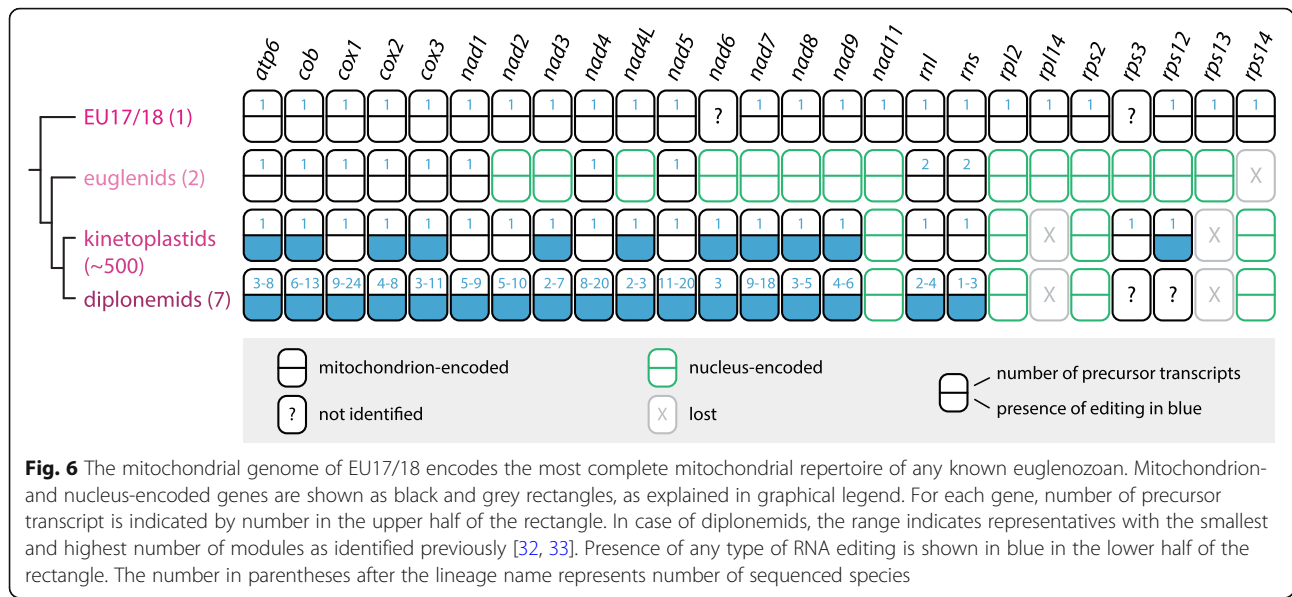 atp6 cob cox1 cox2 cox3 nad1 nad2 nad3 nad4 nad4L nad5 nad6 nad7 nad8 nad9 nad11 rnl rns rpl2 rpl14 rps2 rps3 rps12 rps13 rps14
EU17/18 (1) 1 1 1 1 1 1 1 1 1 1 1 ? 1 1 1 1 1 1 1 1 1 ? 1 1 1
euglenids (2) 1 1 1 1 1 1 1 1 2 2 X
kinetoplastids 1 1 1 1 1 1 1 1 1 1 1 1 1 1 1 1 1 X 1 1 X
(~500)
diplonemids (7) 3-8 6-13 9-24 4-8 3-11 5-9 5-10 2-7 8-20 2-3 11-20 3 9-18 3-5 4-6 2-4 1-3 X ? ? X
mitochondrion-encoded
nucleus-encoded
number of precursor transcripts
presence of editing in blue
? not identified
X lost
Fig. 6 The mitochondrial genome of EU17/18 encodes the most complete mitochondrial repertoire of any known euglenozoan. Mitochondrion-
and nucleus-encoded genes are shown as black and grey rectangles, as explained in graphical legend. For each gene, number of precursor
transcript is indicated by number in the upper half of the rectangle. In case of diplonemids, the range indicates representatives with the smallest
and highest number of modules as identified previously [32, 33]. Presence of any type of RNA editing is shown in blue in the lower half of the
rectangle. The number in parentheses after the lineage name represents number of sequenced species